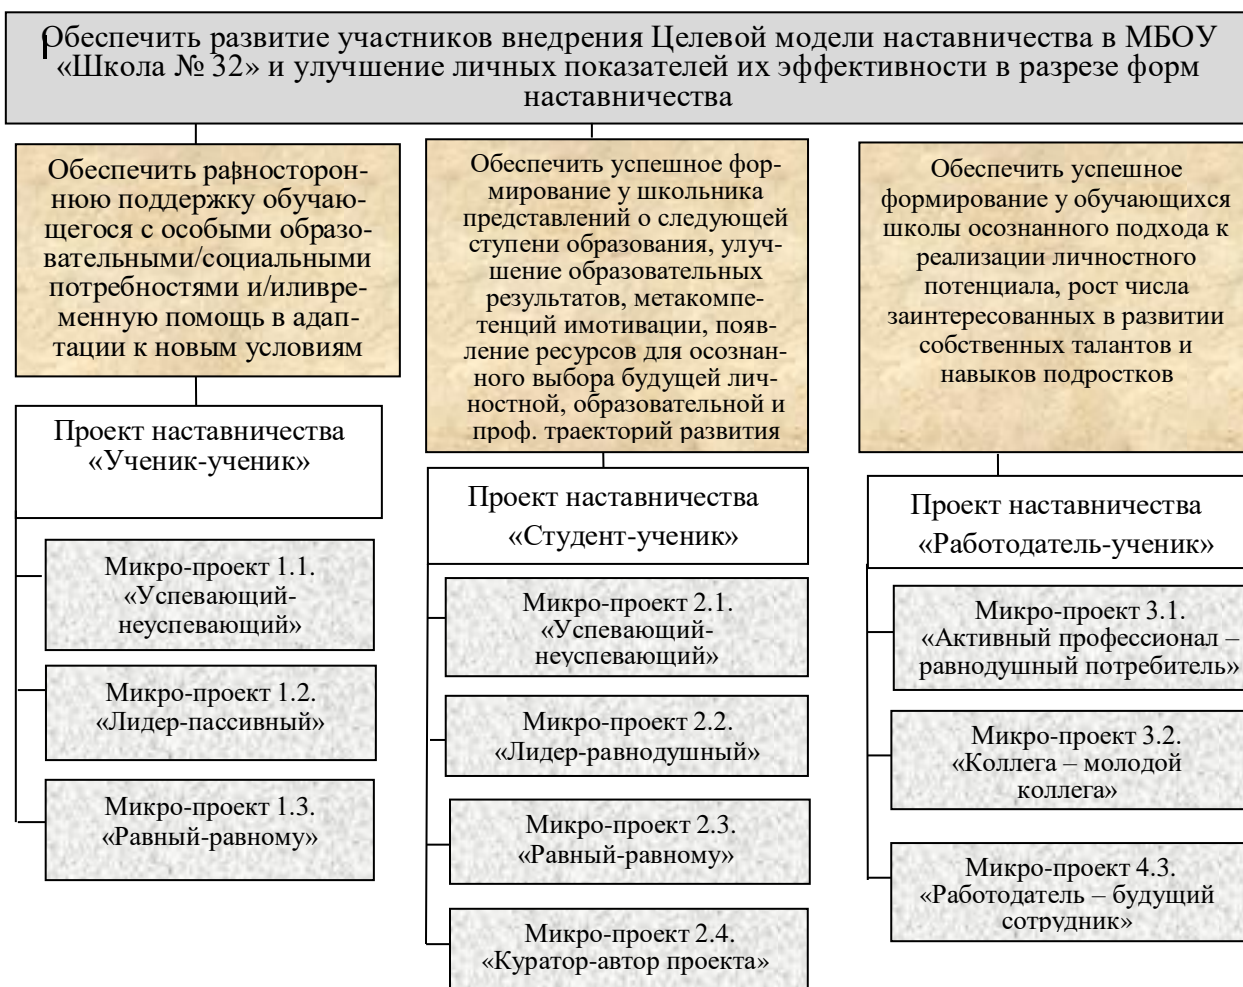 Обеспечить развитие участников внедрения Целевой модели наставничества в МБОУ
«Школа № 32» и улучшение личных показателей их эффективности в разрезе форм
наставничества
Обеспечить разносторон-
нюю поддержку обучаю-
щегося с особыми образо-
вательными/социальными
потребностями и/иливре-
менную помощь в адап-
тации к новым условиям
Проект наставничества
«Ученик-ученик»
Микро-проект 1.1.
«Успевающий-
неуспевающий»
Микро-проект 1.2.
«Лидер-пассивный»
Микро-проект 1.3.
«Равный-равному»
Обеспечить успешное фор-
мирование у школьника
представлений о следующей
ступени образования, улуч-
шение образовательных
результатов, метакомпе-
тенций имотивации, появ-
ление ресурсов для осознан-
ного выбора будущей лич-
ностной, образовательной и
проф. траекторий развития
Проект наставничества
«Студент-ученик»
Микро-проект 2.1.
«Успевающий-
неуспевающий»
Микро-проект 2.2.
«Лидер-равнодушный»
Микро-проект 2.3.
«Равный-равному»
Микро-проект 2.4.
«Куратор-автор проекта»
Обеспечить успешное
формирование у обучающихся
школы осознанного подхода к
реализации личностного
потенциала, рост числа
заинтересованных в развитии
собственных талантов и
навыков подростков
Проект наставничества
«Работодатель-ученик»
Микро-проект 3.1.
«Активный профессионал –
равнодушный потребитель»
Микро-проект 3.2.
«Коллега – молодой
коллега»
Микро-проект 4.3.
«Работодатель – будущий
сотрудник»